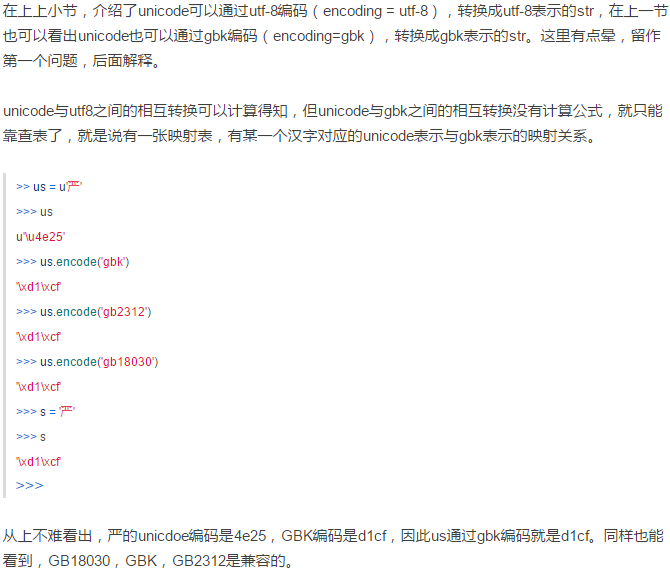 在上上小节，介绍了unicode可以通过utf-8编码（encoding = utf-8），转换成utf-8表示的str，在上一节
也可以看出unicode也可以通过gbk编码（encoding=gbk），转换成gbk表示的str。这里有点晕，留作
第一个问题，后面解释。
unicode与utf8之间的相互转换可以计算得知，但unicode与gbk之间的相互转换没有计算公式，就只能
靠查表了，就是说有一张映射表，有某一个汉字对应的unicode表示与gbk表示的映射关系。
>> us = u'严'
>>> us
u'\u4e25'
>>> us.encode('gbk')
'\xd1\xcf'
>>> us.encode('gb2312')
'\xd1\xcf'
>>> us.encode('gb18030')
'\xd1\xcf'
>>> s = '严'
>>> s
'\xd1\xcf'
>>>
从上不难看出，严的unicdoe编码是4e25，GBK编码是d1cf，因此us通过gbk编码就是d1cf。同样也能
看到，GB18030，GBK，GB2312是兼容的。